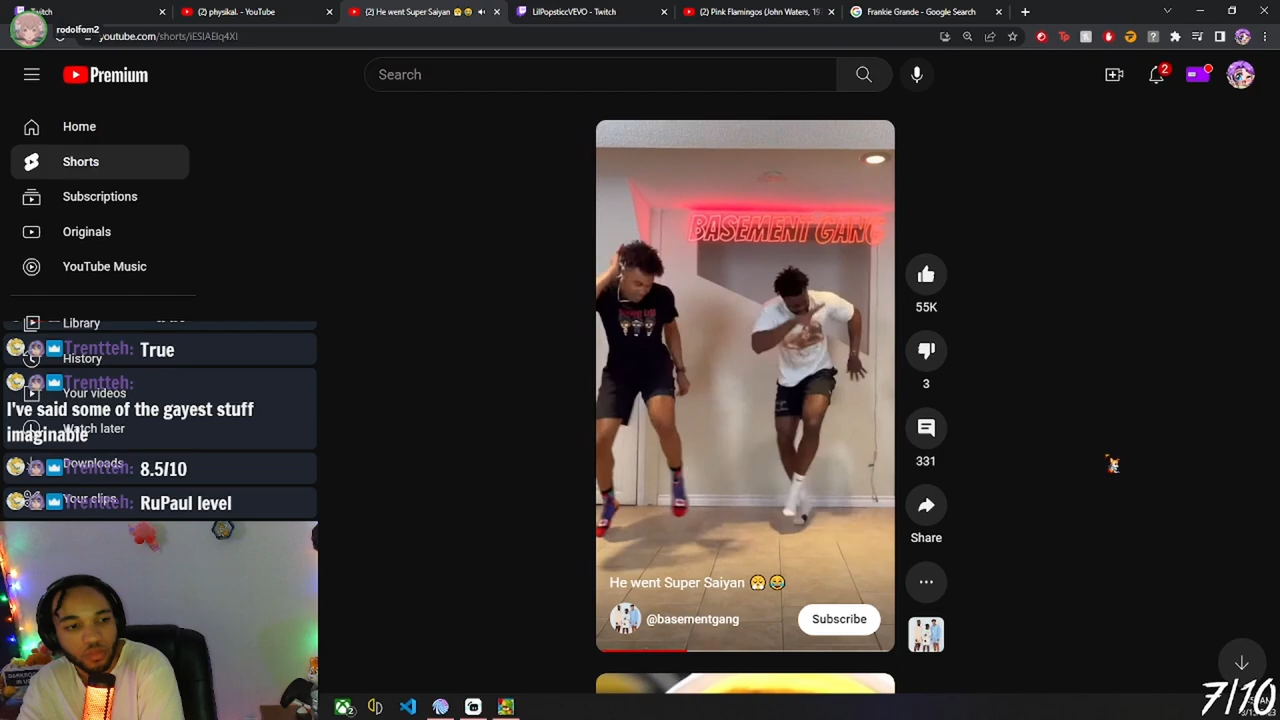 Twitch
(2) physikal. - YouTube
(2) He went Super Saiyan
LilPopsticcVEVO - Twitch
(2) Pink Flamingos (John Waters, 19
Frankie Grande - Google Search
rodolfom2
youtube.com/shorts/iESIAEIq4XI
Premium
Search
2
Home
Shorts
Subscriptions
Originals
YouTube Music
Library
History
Your videos
Watch later
Downloads
Your clips
Trentteh: True
Trentteh:
I've said some of the gayest stuff
imaginable
Trentteh: 8.5/10
Trentteh: RuPaul level
BASEMENT GANG
55K
3
331
Share
He went Super Saiyan
@basementgang
Subscribe
7/10